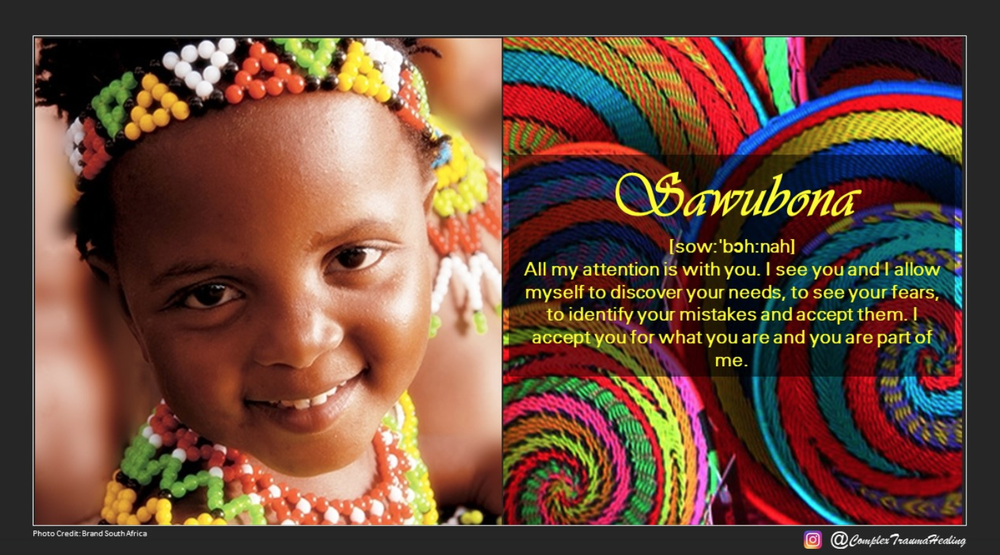 Sawubona
[sow:'bɔh:nah]
All my attention is with you. I see you and I allow
myself to discover your needs, to see your fears,
to identify your mistakes and accept them. I
accept you for what you are and you are part of
me.
Photo Credit: Brand South Africa
@ComplexTraumaHealing